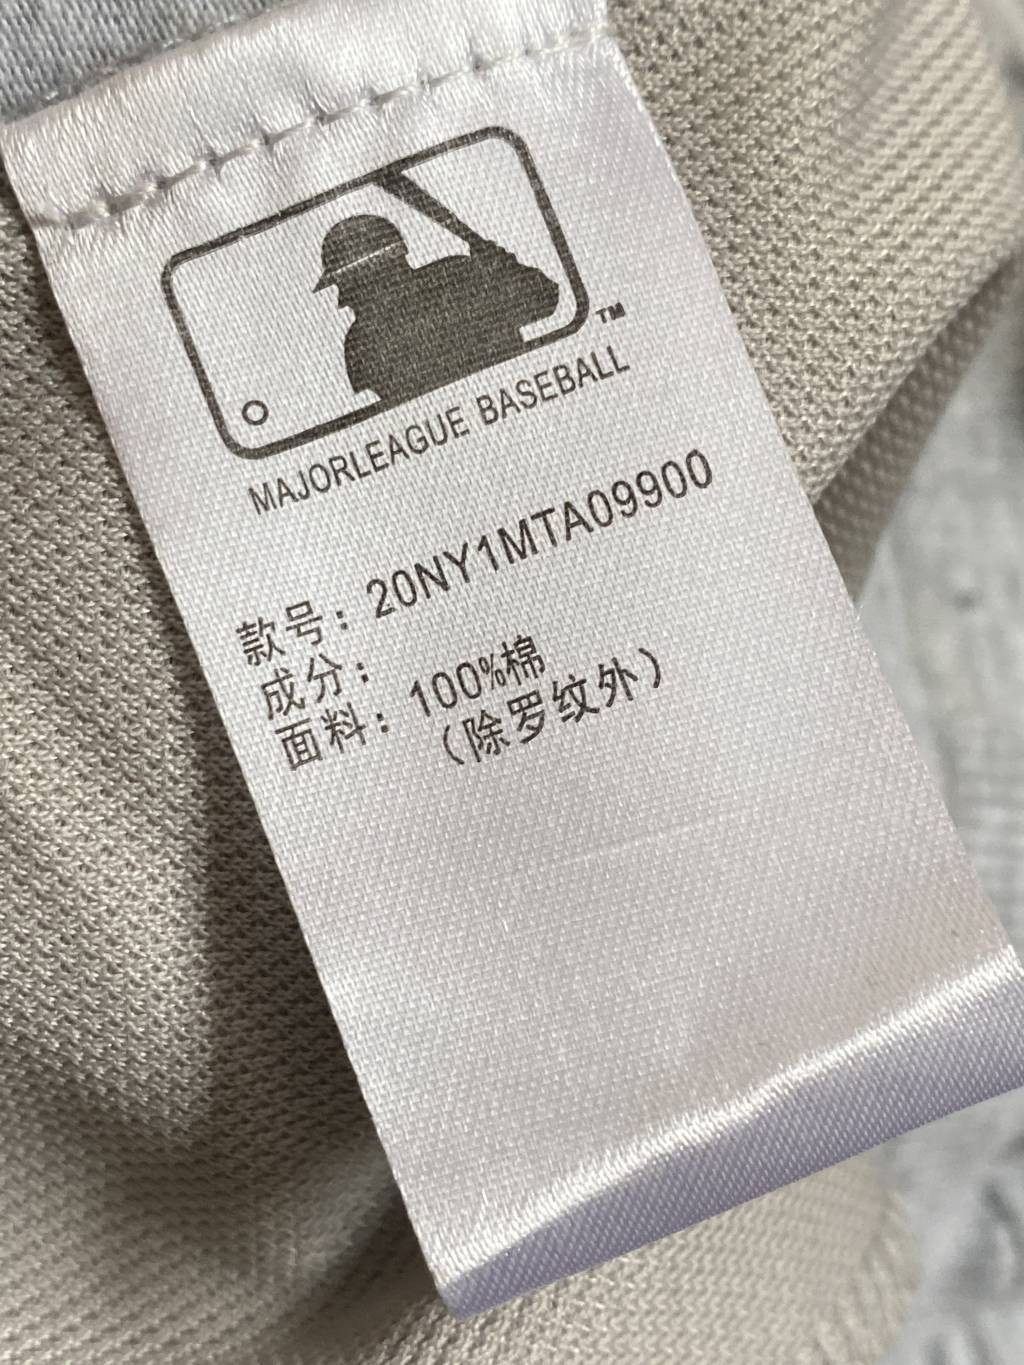 TM
MAJORLEAGUE BASEBALL
款号：20NY1MTA09900
成分：
面料：100%棉
（除罗纹外）